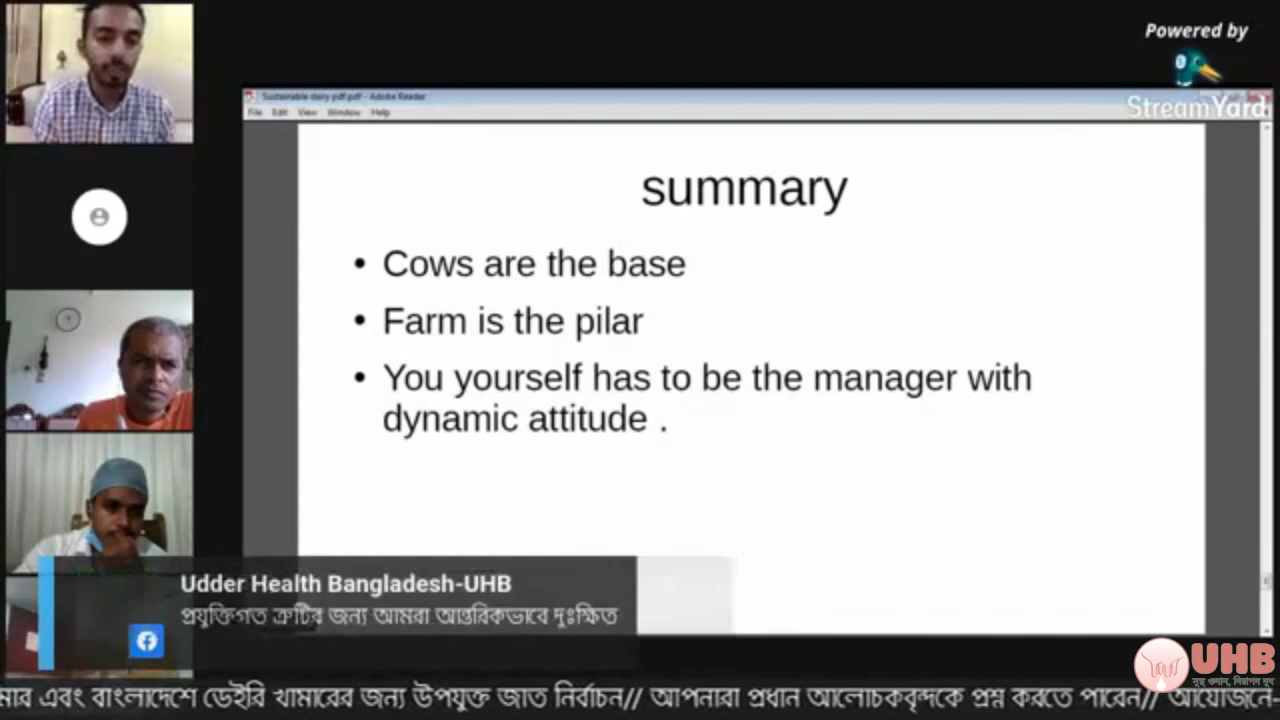 Powered by
StreamYard
Sustainable dairy pdf.pdf - Adobe Reader
File Edit View Window Help
summary
• Cows are the base
• Farm is the pilar
• You yourself has to be the manager with
dynamic attitude .
Udder Health Bangladesh-UHB
প্রযুক্তিগত ত্রুটির জন্য আমরা আন্তরিকভাবে দুঃক্ষিত
UHB
সুস্থ ওলান, নিরাপদ দুধ
মার এবং বাংলাদেশে ডেইরি খামারের জন্য উপযুক্ত জাত নির্বাচন// আপনারা প্রধান আলোচকবৃন্দকে প্রশ্ন করতে পারেন// আয়োজনে-